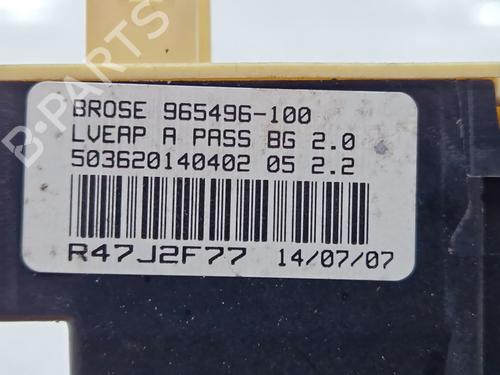 B-PARTS
BROSE 965496-100
LVEAP A PASS BG 2.0
503620140402 05 2.2
R47J2F77 14/07/07